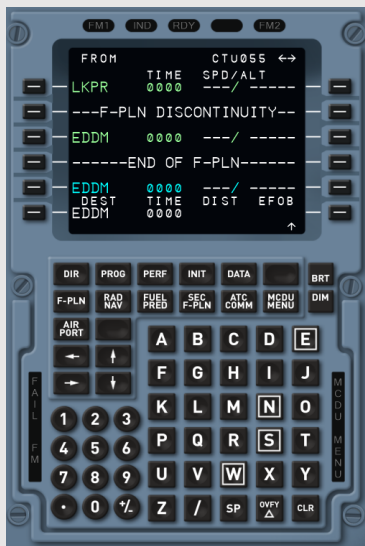 FM1 IND RDY FM2
FROM CTU055 ←→
TIME SPD/ALT
LKPR 0000 ---/ -----
---F-PLN DISCONTINUITY--
EDDM 0000 ---/ -----
------END OF F-PLN------
EDDM 0000 ---/ -----
DEST TIME DIST EFOB
EDDM 0000
↑
DIR PROG PERF INIT DATA BRT
F-PLN RAD NAV FUEL PRED SEC F-PLN ATC COMM MCDU MENU DIM
AIR PORT
← ↑
→ ↓
A B C D E
F G H I J
K L M N O
P Q R S T
U V W X Y
Z / SP OVFY △ CLR
1 2 3
4 5 6
7 8 9
. 0 +/-
FAIL FM
MCDU MENU